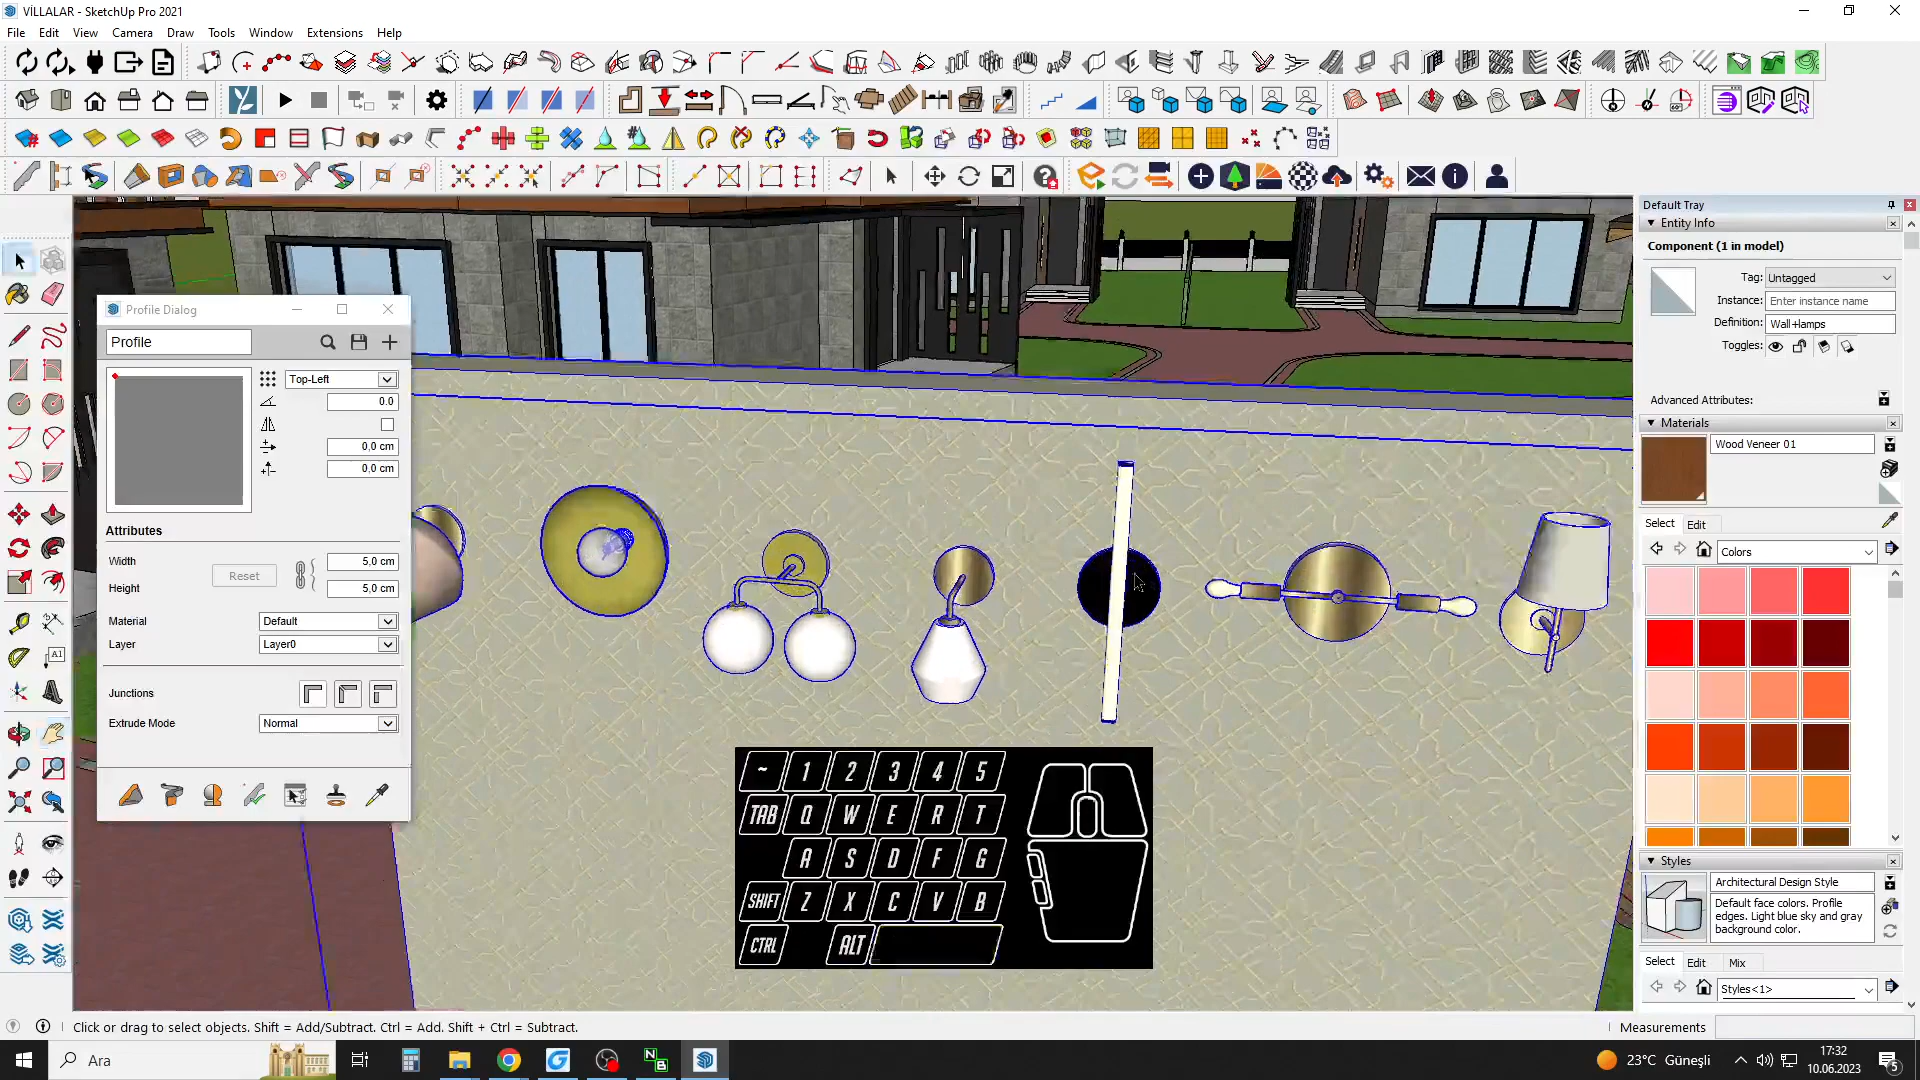 VİLLALAR - SketchUp Pro 2021
File Edit View Camera Draw Tools Window Extensions Help
Default Tray
Entity Info
Component (1 in model)
Tag: Untagged
Instance: Enter instance name
Definition: Wall+lamps
Toggles:
Advanced Attributes:
Materials
Wood Veneer 01
Select Edit
Colors
Styles
Architectural Design Style
Default face colors. Profile
edges. Light blue sky and gray
background color.
Select Edit Mix
Styles<1>
Profile Dialog
Profile
Top-Left
0.0
0,0 cm
0,0 cm
Attributes
Width 5,0 cm
Reset
Height 5,0 cm
Material Default
Layer Layer0
Junctions
Extrude Mode Normal
A1
~ 1 2 3 4 5
TAB Q W E R T
A S D F G
SHIFT Z X C V B
CTRL ALT
Click or drag to select objects. Shift = Add/Subtract. Ctrl = Add. Shift + Ctrl = Subtract.
Measurements
Ara
23°C Güneşli
17:32
10.06.2023
5